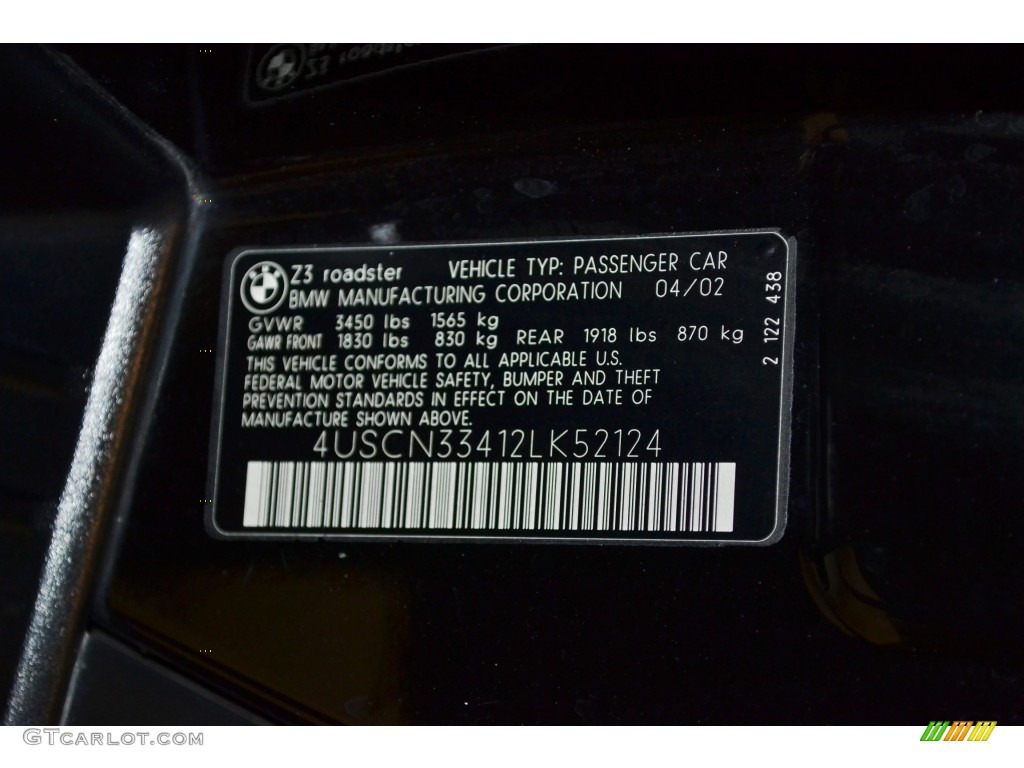 Z3 roadster VEHICLE TYP: PASSENGER CAR
BMW MANUFACTURING CORPORATION 04/02
GVWR 3450 lbs 1565 kg
GAWR FRONT 1830 lbs 830 kg REAR 1918 lbs 870 kg
THIS VEHICLE CONFORMS TO ALL APPLICABLE U.S.
FEDERAL MOTOR VEHICLE SAFETY, BUMPER AND THEFT
PREVENTION STANDARDS IN EFFECT ON THE DATE OF
MANUFACTURE SHOWN ABOVE.
4USCN33412LK52124
2 122 438
GTCarLot.com